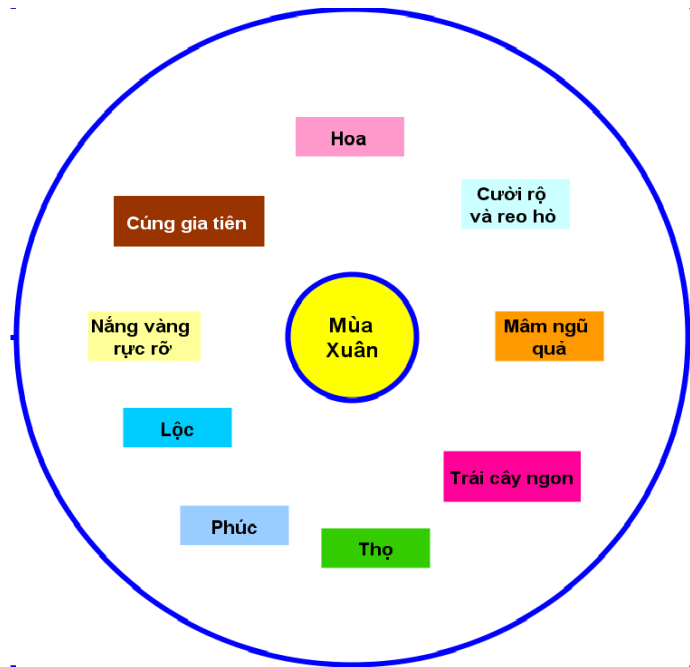 Hoa
Cười rộ
và reo hò
Cúng gia tiên
Nắng vàng
rực rỡ
Mùa
Xuân
Mâm ngũ
quả
Lộc
Trái cây ngon
Phúc
Thọ